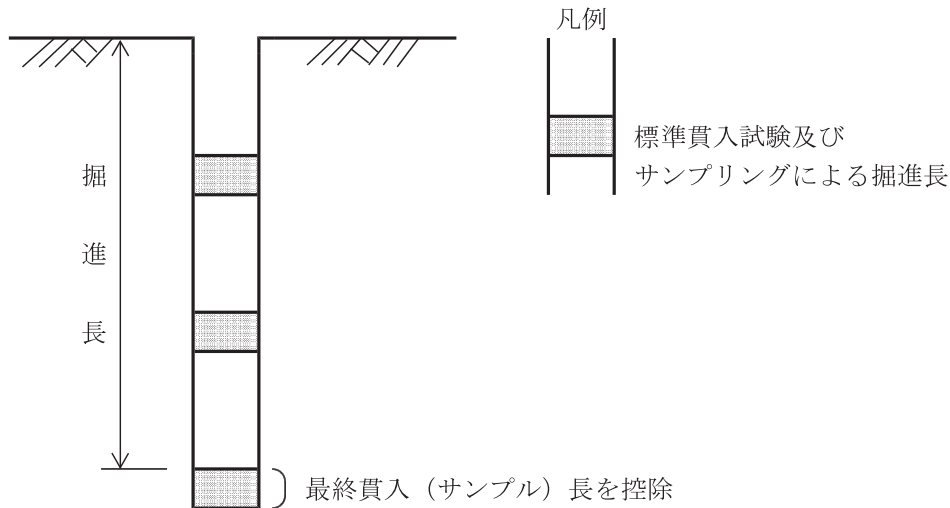 凡例
標準貫入試験及び
サンプリングによる掘進長
掘進長
最終貫入（サンプル）長を控除